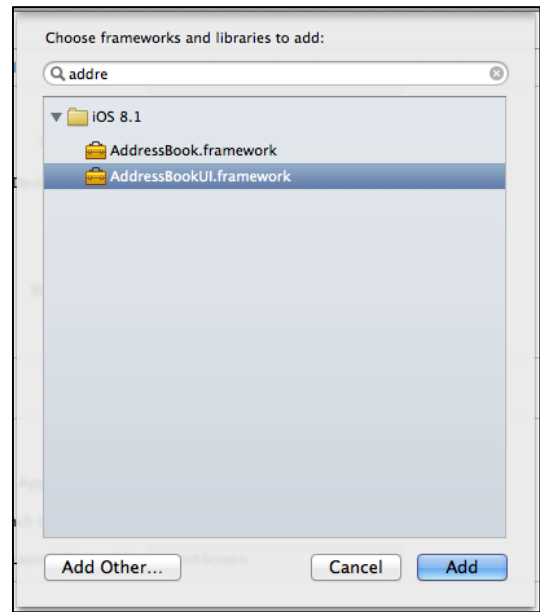 Choose frameworks and libraries to add:
addre
iOS 8.1
AddressBook.framework
AddressBookUI.framework
Add Other...
Cancel
Add